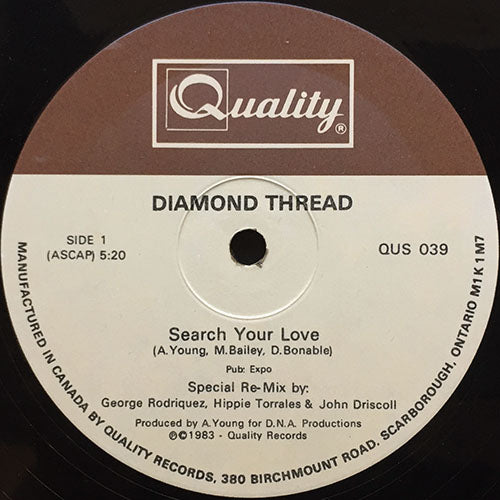 Quality®
DIAMOND THREAD
SIDE 1
(ASCAP) 5:20
QUS 039
Search Your Love
(A.Young, M.Bailey, D.Bonable)
Pub: Expo
Special Re-Mix by:
George Rodriquez, Hippie Torrales & John Driscoll
Produced by A.Young for D.N.A. Productions
℗©1983 - Quality Records
MANUFACTURED IN CANADA BY QUALITY RECORDS, 380 BIRCHMOUNT ROAD, SCARBOROUGH, ONTARIO M1K 1M7